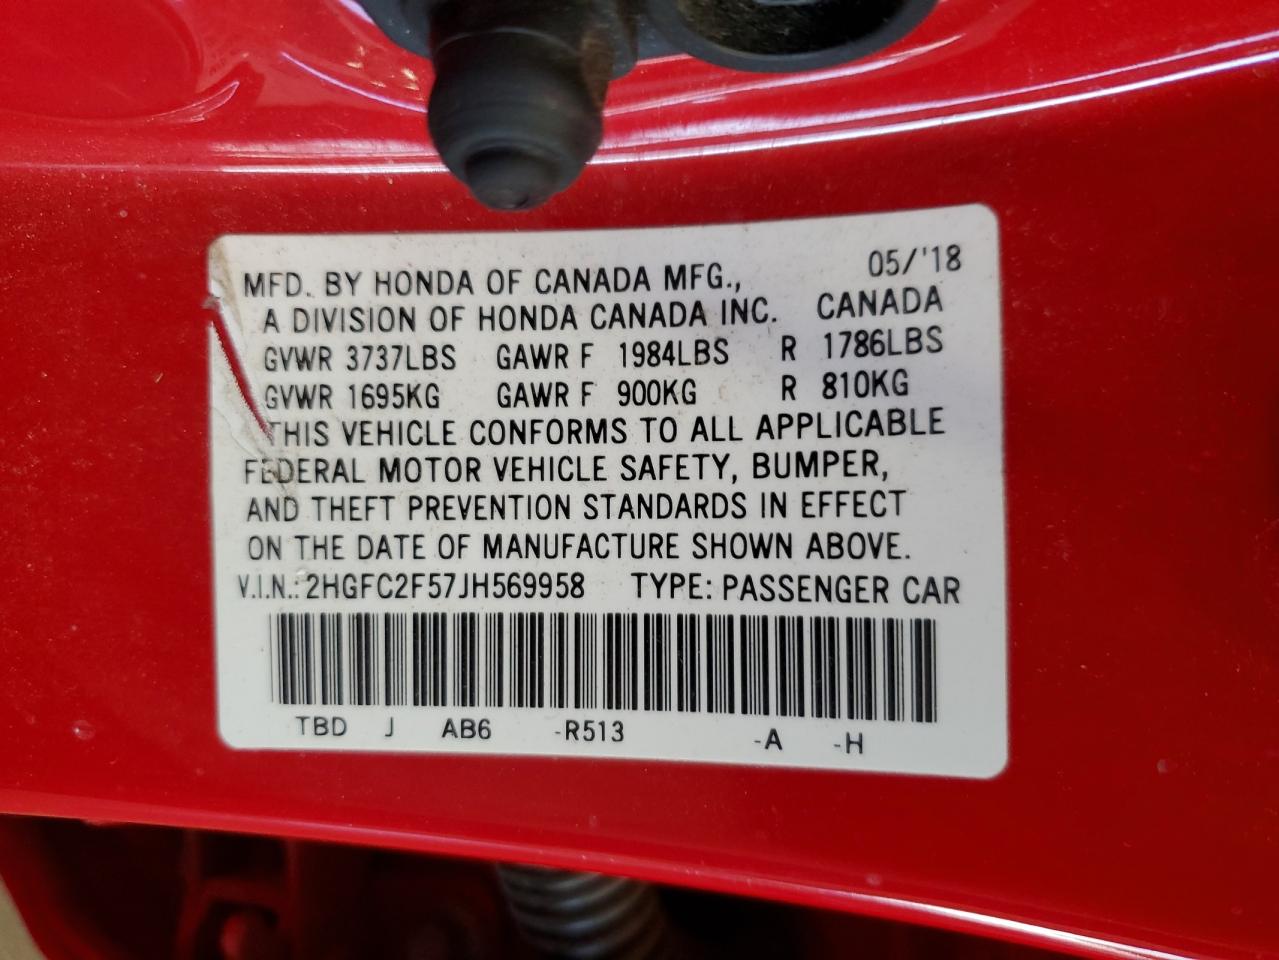 MFD. BY HONDA OF CANADA MFG., 05/'18
A DIVISION OF HONDA CANADA INC. CANADA
GVWR 3737LBS GAWR F 1984LBS R 1786LBS
GVWR 1695KG GAWR F 900KG R 810KG
THIS VEHICLE CONFORMS TO ALL APPLICABLE
FEDERAL MOTOR VEHICLE SAFETY, BUMPER,
AND THEFT PREVENTION STANDARDS IN EFFECT
ON THE DATE OF MANUFACTURE SHOWN ABOVE.
V.I.N.: 2HGFC2F57JH569958 TYPE: PASSENGER CAR
TBD J AB6 -R513 -A -H